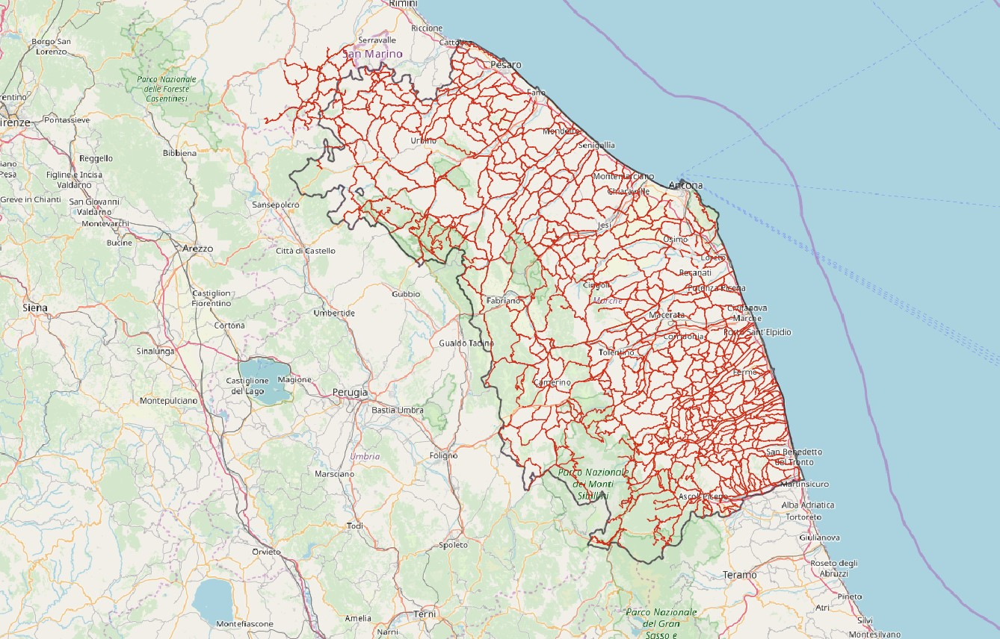 Rimini
Riccione
Borgo San
Lorenzo
Serravalle
Cattolica
San Marino
Pesaro
Parco Nazionale
delle Foreste
Casentinesi
Fano
rentino
irenze
Pontassieve
Mondolfo
Urbino
Senigallia
Bibbiena
Reggello
iano
Pesa
Figline e Incisa
Valdarno
Montemarciano
Ancona
Chiaravalle
Greve in Chianti
San Giovanni
Valdarno
Sansepolcro
Montevarchi
Jesi
Bucine
Osimo
Arezzo
Città di Castello
Loreto
Recanati
Cingoli
Potenza Picena
Castiglion
Fiorentino
Gubbio
Fabriano
Marche
Siena
Umbertide
Civitanova
Marche
Macerata
Cortona
Porto Sant'Elpidio
Corridonia
Gualdo Tadino
Sinalunga
Tolentino
Fermo
Castiglione
del Lago
Magione
Camerino
Perugia
Montepulciano
Bastia Umbra
Umbria
Foligno
San Benedetto
del Tronto
Marsciano
Parco Nazionale
dei Monti
Sibillini
Martinsicuro
Ascoli Piceno
Alba Adriatica
Tortoreto
Todi
Giulianova
Spoleto
Orvieto
Roseto degli
Abruzzi
Teramo
Pineto
Atri
Amelia
Terni
Parco Nazionale
del Gran
Sasso e
Montefiascone
Silvi
Narni
Montesilvano